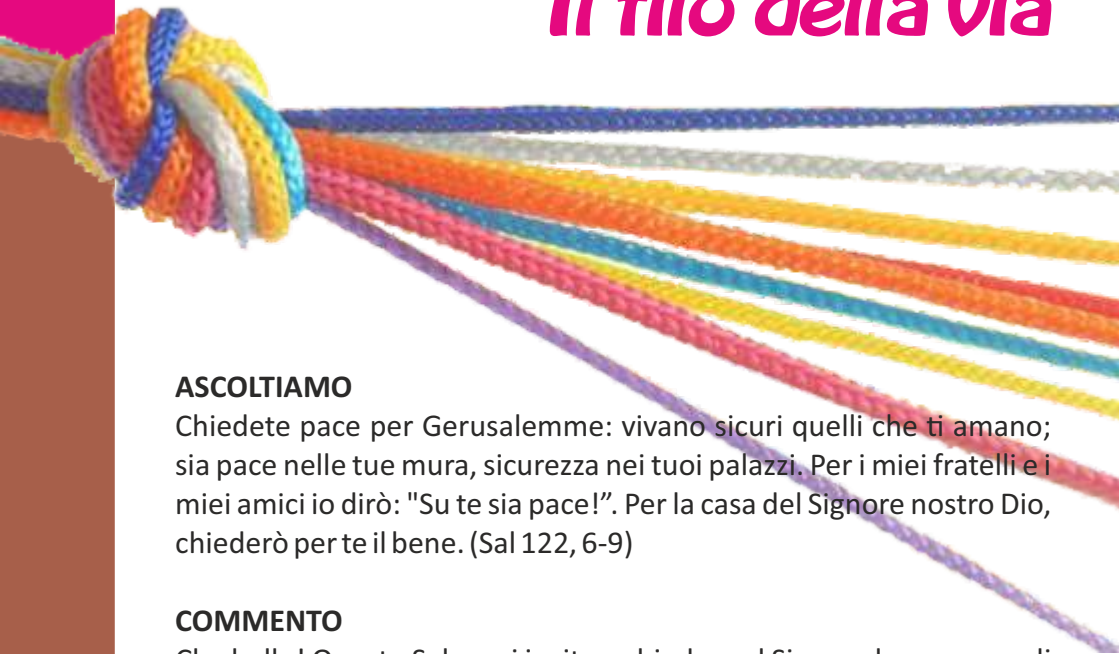 Il filo della via
ASCOLTIAMO
Chiedete pace per Gerusalemme: vivano sicuri quelli che ti amano;
sia pace nelle tue mura, sicurezza nei tuoi palazzi. Per i miei fratelli e i
miei amici io dirò: "Su te sia pace!”. Per la casa del Signore nostro Dio,
chiederò per te il bene. (Sal 122, 6-9)
COMMENTO